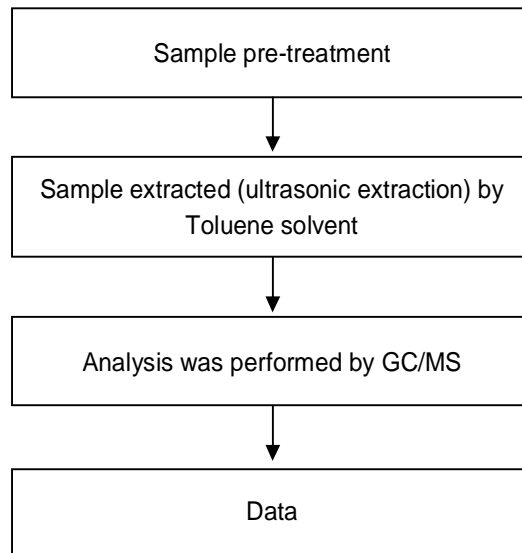 Sample pre-treatment
Sample extracted (ultrasonic extraction) by
Toluene solvent
Analysis was performed by GC/MS
Data